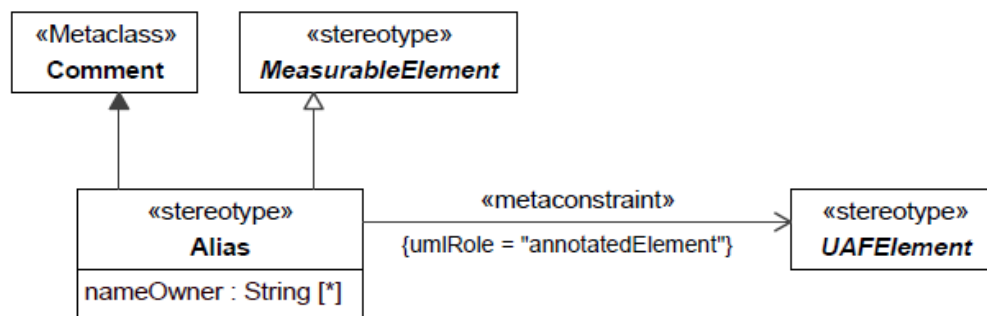 «Metaclass»
Comment
«stereotype»
MeasurableElement
«stereotype»
Alias
nameOwner : String [*]
«metaconstraint»
{umlRole = "annotatedElement"}
«stereotype»
UAFElement